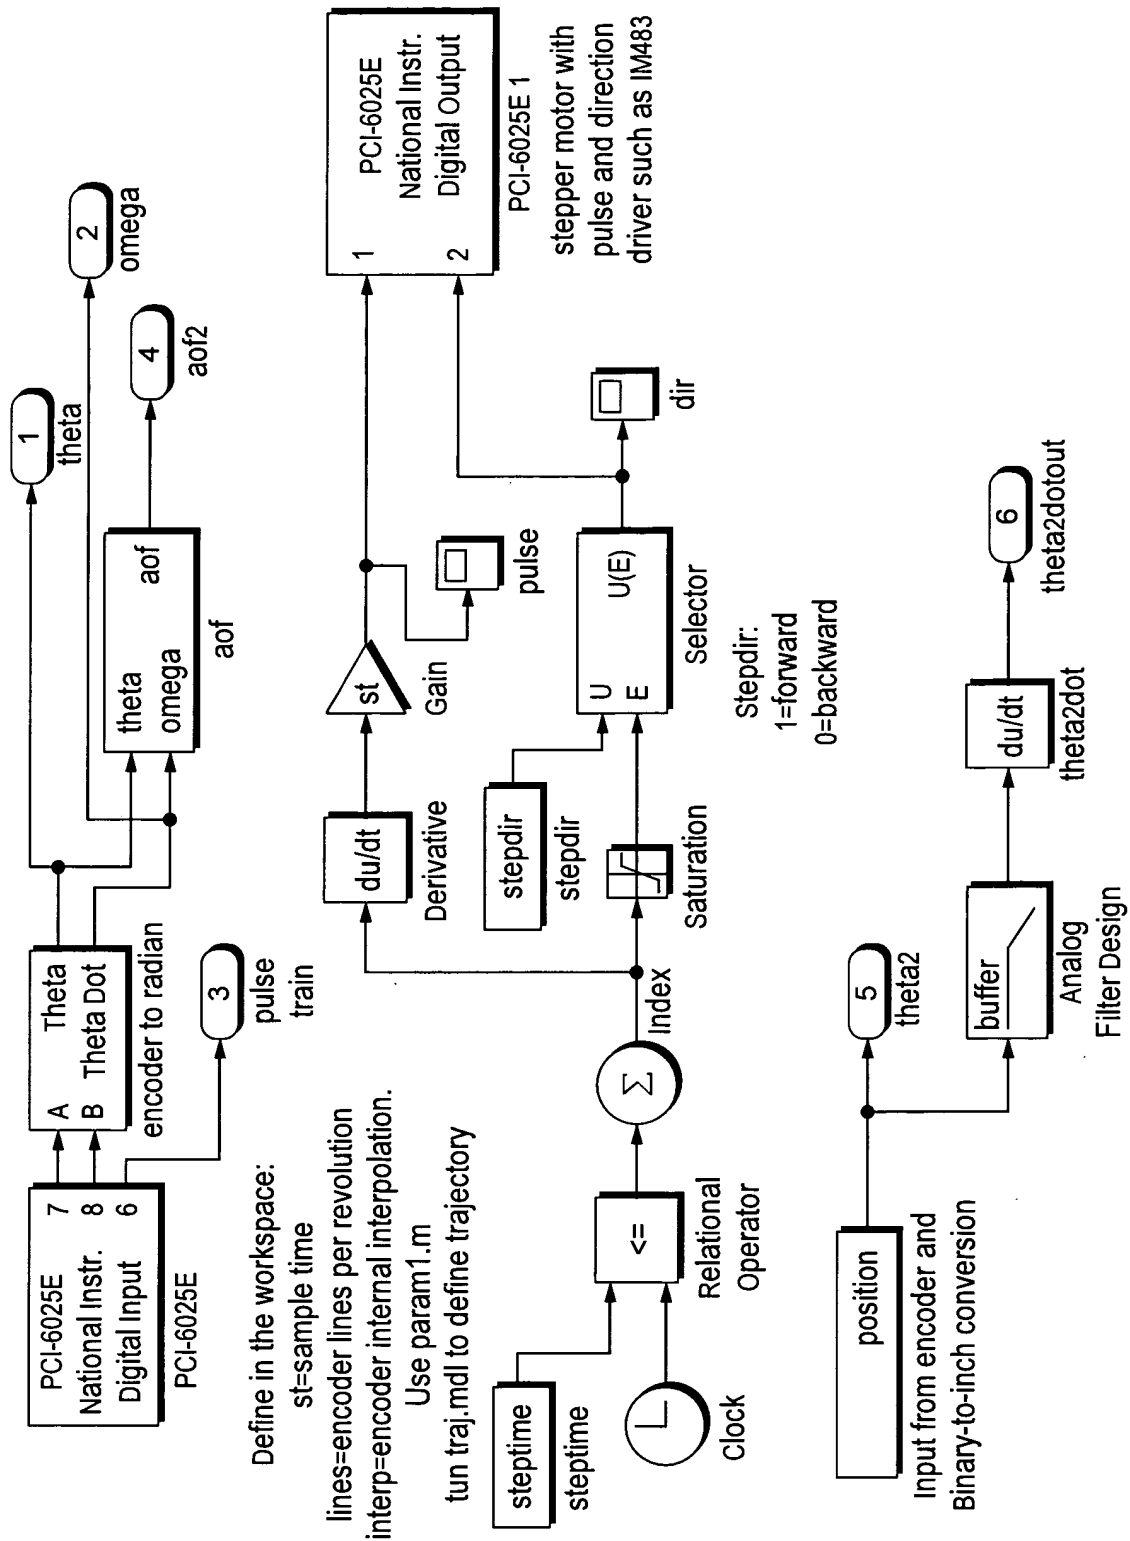 PCI-6025E
National Instr.
Digital Input
7
8
6
PCI-6025E
A
B
Theta
Theta Dot
encoder to radian
3
pulse
train
1
theta
theta
omega
aof
aof
4
aof2
2
omega
Define in the workspace:
st=sample time
lines=encoder lines per revolution
interp=encoder internal interpolation.
Use param1.m
tun traj.mdl to define trajectory
steptime
steptime
Clock
<=
Relational
Operator
Σ
Index
du/dt
Derivative
st
Gain
pulse
stepdir
stepdir
Saturation
U
E
U(E)
Selector
Stepdir:
1=forward
0=backward
dir
1
2
PCI-6025E
National Instr.
Digital Output
PCI-6025E 1
stepper motor with
pulse and direction
driver such as IM483
position
Input from encoder and
Binary-to-inch conversion
5
theta2
buffer
Analog
Filter Design
du/dt
theta2dot
6
theta2dotout